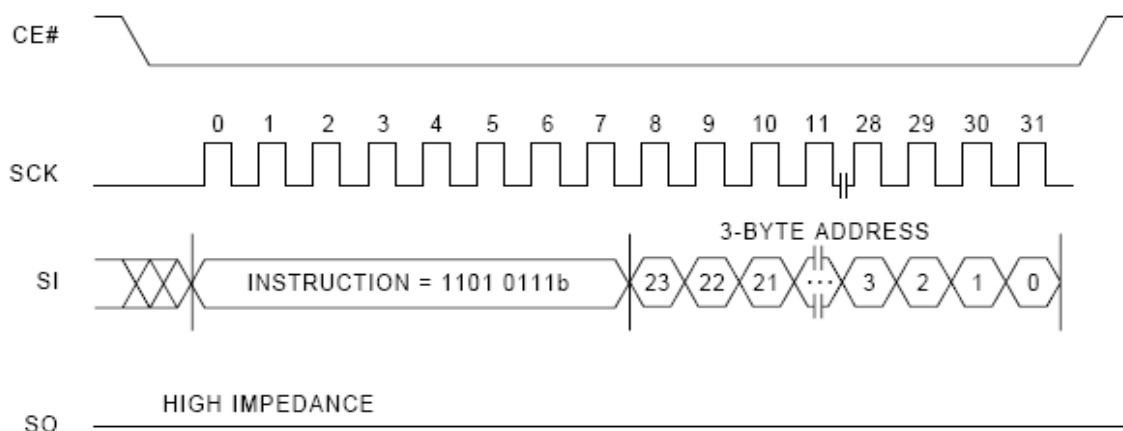 CE#
0 1 2 3 4 5 6 7 8 9 10 11 28 29 30 31
SCK
3-BYTE ADDRESS
SI INSTRUCTION = 1101 0111b 23 22 21 ... 3 2 1 0
HIGH IMPEDANCE
SO